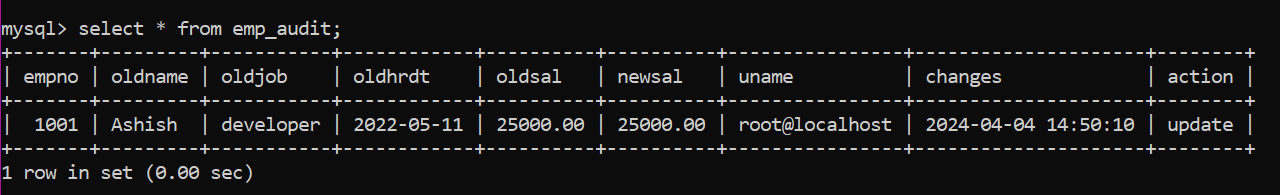 mysql> select * from emp_audit;
+-------+---------+-----------+------------+----------+----------+----------------+---------------------+--------+
| empno | oldname | oldjob    | oldhrdt    | oldsal   | newsal   | uname          | changes             | action |
+-------+---------+-----------+------------+----------+----------+----------------+---------------------+--------+
|  1001 | Ashish  | developer | 2022-05-11 | 25000.00 | 25000.00 | root@localhost | 2024-04-04 14:50:10 | update |
+-------+---------+-----------+------------+----------+----------+----------------+---------------------+--------+
1 row in set (0.00 sec)